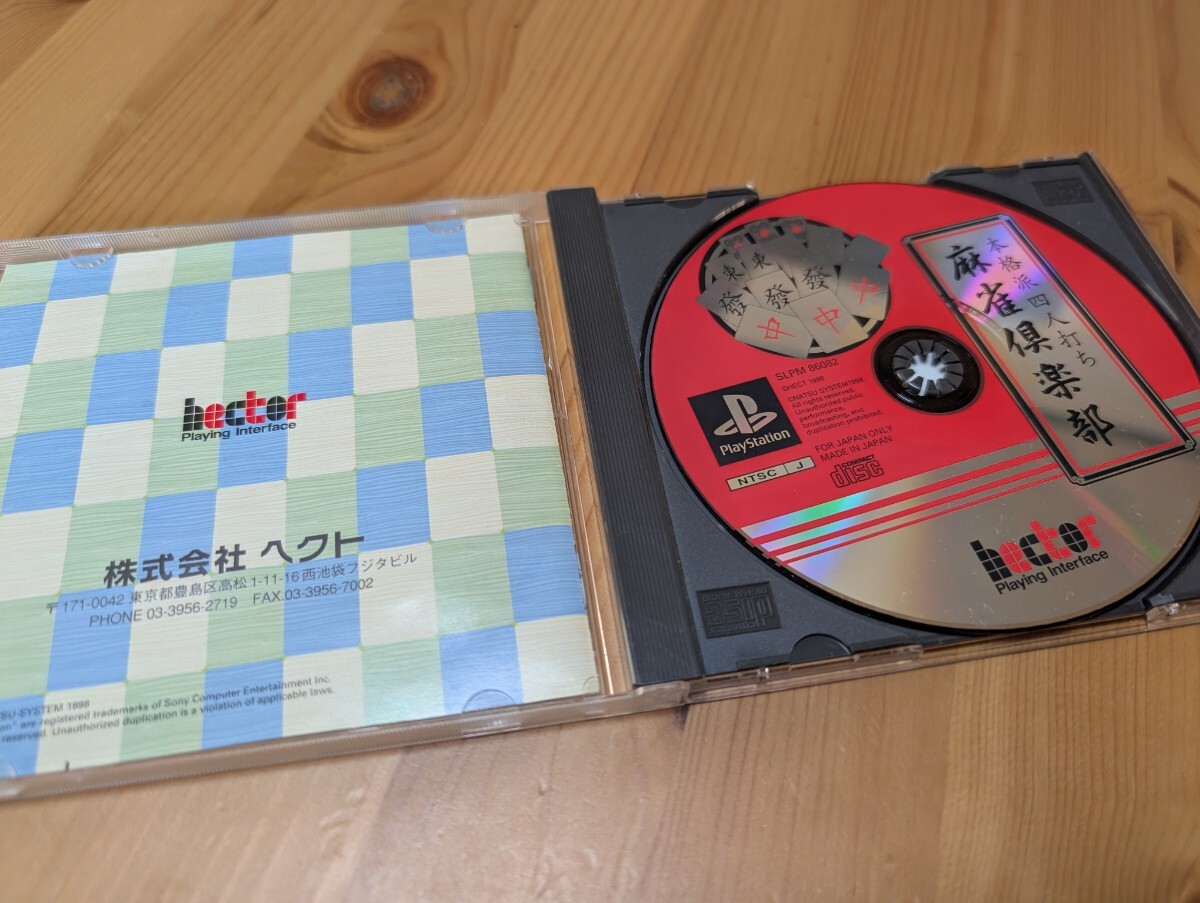 hector
Playing Interface
株式会社 ヘクト
〒171-0042 東京都豊島区高松1-11-16 西池袋フジタビル
PHONE 03-3956-2719 FAX.03-3956-7002
TSU-SYSTEM 1998
on" are registered trademarks of Sony Computer Entertainment Inc.
reserved. Unauthorized duplication is a violation of applicable laws.
東 東
發 發 發
中 中 中
SLPM 86082
©HECT 1998
©NATSU-SYSTEM1998
All rights reserved.
Unauthorized public
performance,
broadcasting, and
duplication prohibited.
PlayStation
FOR JAPAN ONLY
MADE IN JAPAN
NTSC J
COMPACT
disc
本格派四人打ち
麻雀倶楽部
hector
Playing Interface